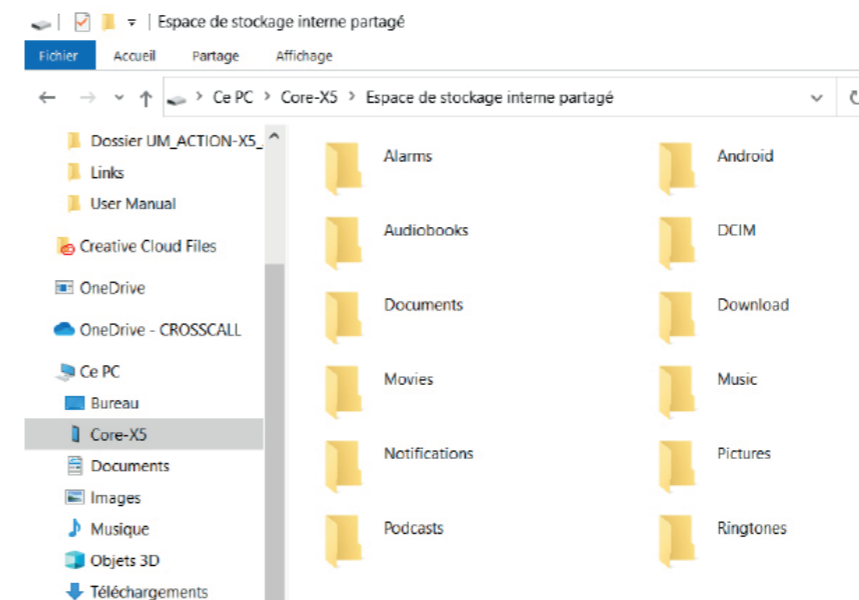 Espace de stockage interne partagé
Fichier Accueil Partage Affichage
Ce PC > Core-X5 > Espace de stockage interne partagé
Dossier UM_ACTION-X5_
Links
User Manual
Creative Cloud Files
OneDrive
OneDrive - CROSSCALL
Ce PC
Bureau
Core-X5
Documents
Images
Musique
Objets 3D
Téléchargements
Alarms Android
Audiobooks DCIM
Documents Download
Movies Music
Notifications Pictures
Podcasts Ringtones